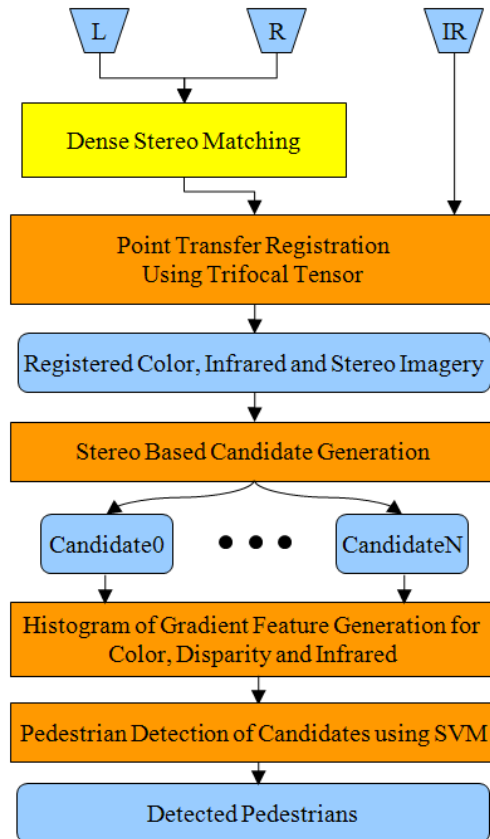 L
R
IR
Dense Stereo Matching
Point Transfer Registration
Using Trifocal Tensor
Registered Color, Infrared and Stereo Imagery
Stereo Based Candidate Generation
Candidate0
CandidateN
Histogram of Gradient Feature Generation for
Color, Disparity and Infrared
Pedestrian Detection of Candidates using SVM
Detected Pedestrians